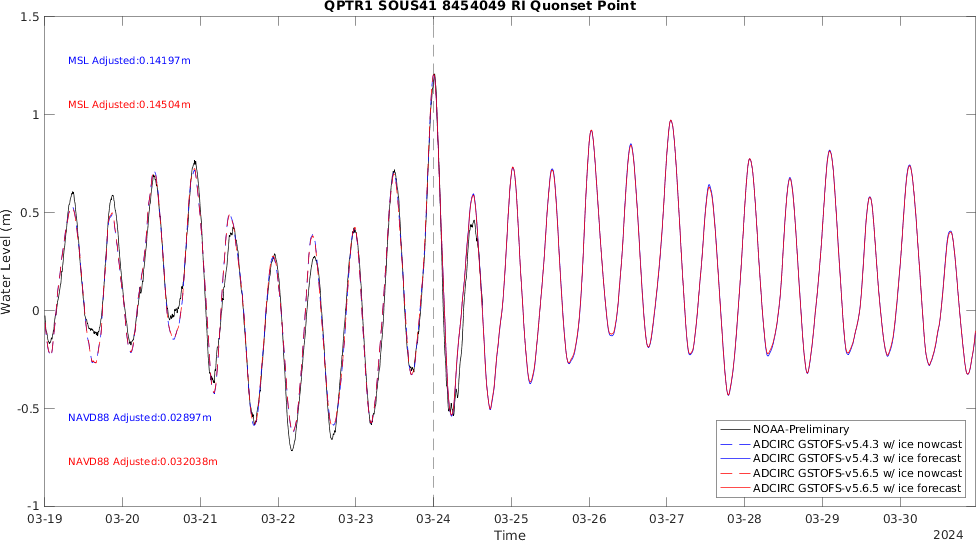 QPTR1 SOUS41 8454049 RI Quonset Point
1.5
1
0.5
0
-0.5
-1
Water Level (m)
MSL Adjusted:0.14197m
MSL Adjusted:0.14504m
NAVD88 Adjusted:0.02897m
NAVD88 Adjusted:0.032038m
NOAA-Preliminary
ADCIRC GSTOFS-v5.4.3 w/ ice nowcast
ADCIRC GSTOFS-v5.4.3 w/ ice forecast
ADCIRC GSTOFS-v5.6.5 w/ ice nowcast
ADCIRC GSTOFS-v5.6.5 w/ ice forecast
03-19 03-20 03-21 03-22 03-23 03-24 03-25 03-26 03-27 03-28 03-29 03-30
Time
2024